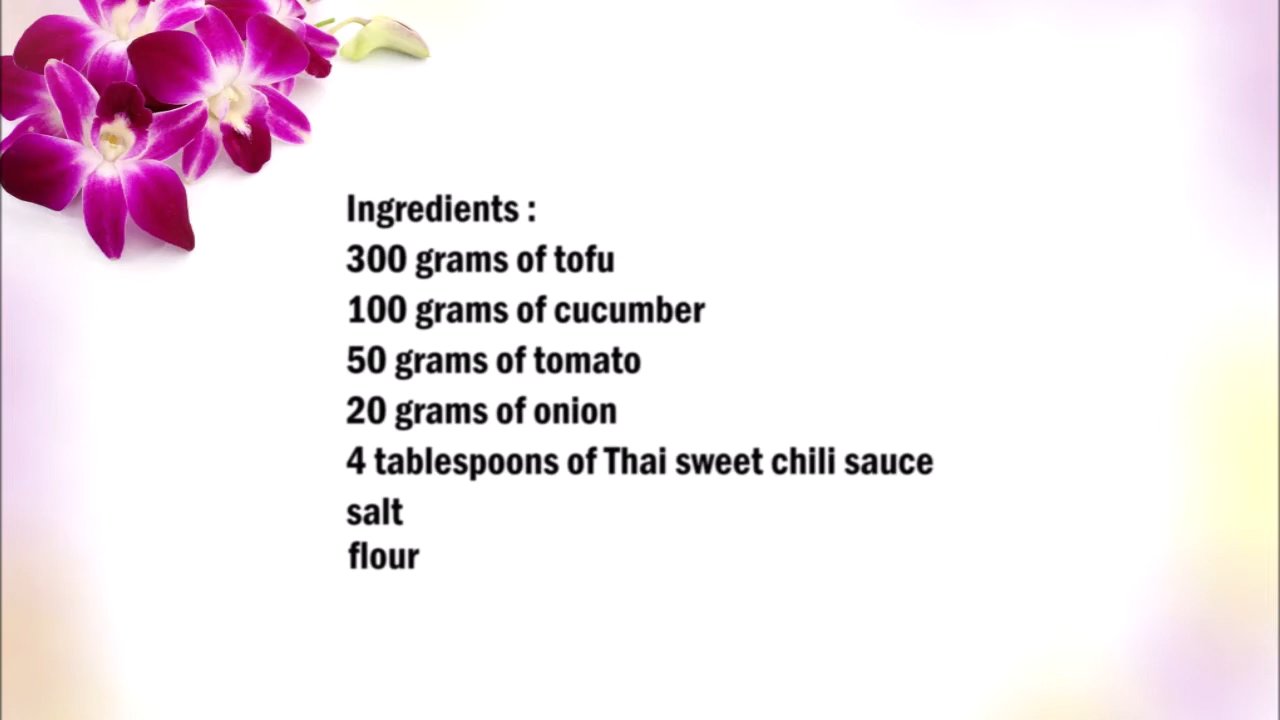 Ingredients :
300 grams of tofu
100 grams of cucumber
50 grams of tomato
20 grams of onion
4 tablespoons of Thai sweet chili sauce
salt
flour